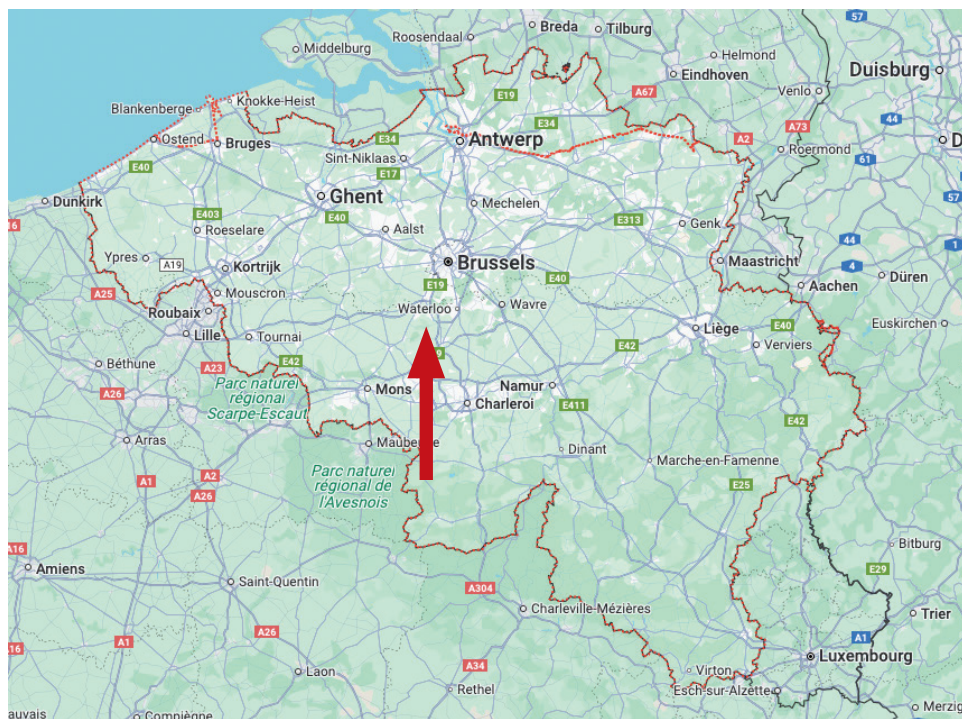 Breda
Tilburg
57
Roosendaal
Middelburg
Helmond
Duisburg
Eindhoven
A67
Venlo
E19
Knokke-Heist
Blankenberge
E34
44
A73
Ostend
Bruges
E34
Antwerp
A2
Roermond
61
Sint-Niklaas
E17
E40
57
Dunkirk
Ghent
Mechelen
E403
E40
E313
Genk
Roeselare
Aalst
44
1
Ypres
A19
Kortrijk
Brussels
Maastricht
4
Düren
E19
E40
Aachen
A25
Mouscron
Waterloo
Wavre
Roubaix
Lille
Tournai
Liège
E40
Euskirchen
E42
Verviers
Béthune
A23
E42
Parc naturel
régional
Scarpe-Escaut
Mons
Namur
A26
Charleroi
E411
E42
Arras
Maubeuge
Dinant
Marche-en-Famenne
Parc naturel
régional de
l'Avesnois
A2
A1
E25
A26
A16
Bitburg
Amiens
Saint-Quentin
E29
A304
Charleville-Mézières
Trier
A26
A1
A1
Luxembourg
Laon
A34
Virton
Rethel
Esch-sur-Alzette
Merzig
Compiègne